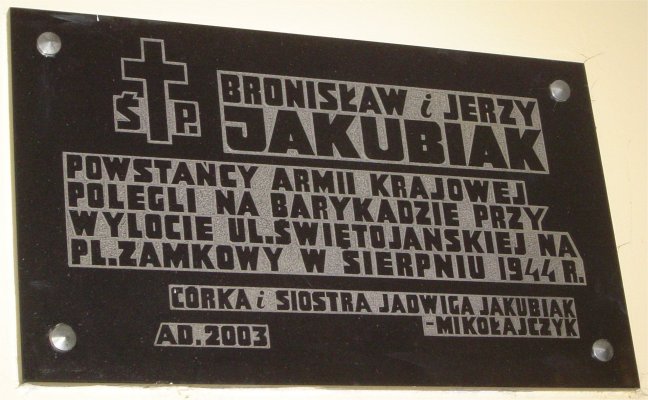 Ś P.
BRONISŁAW i JERZY
JAKUBIAK
POWSTAŃCY ARMII KRAJOWEJ
POLEGLI NA BARYKADZIE PRZY
WYLOCIE UL.ŚWIĘTOJAŃSKIEJ NA
PL.ZAMKOWY W SIERPNIU 1944 R.
CÓRKA i SIOSTRA JADWIGA JAKUBIAK
-MIKOŁAJCZYK
AD.2003